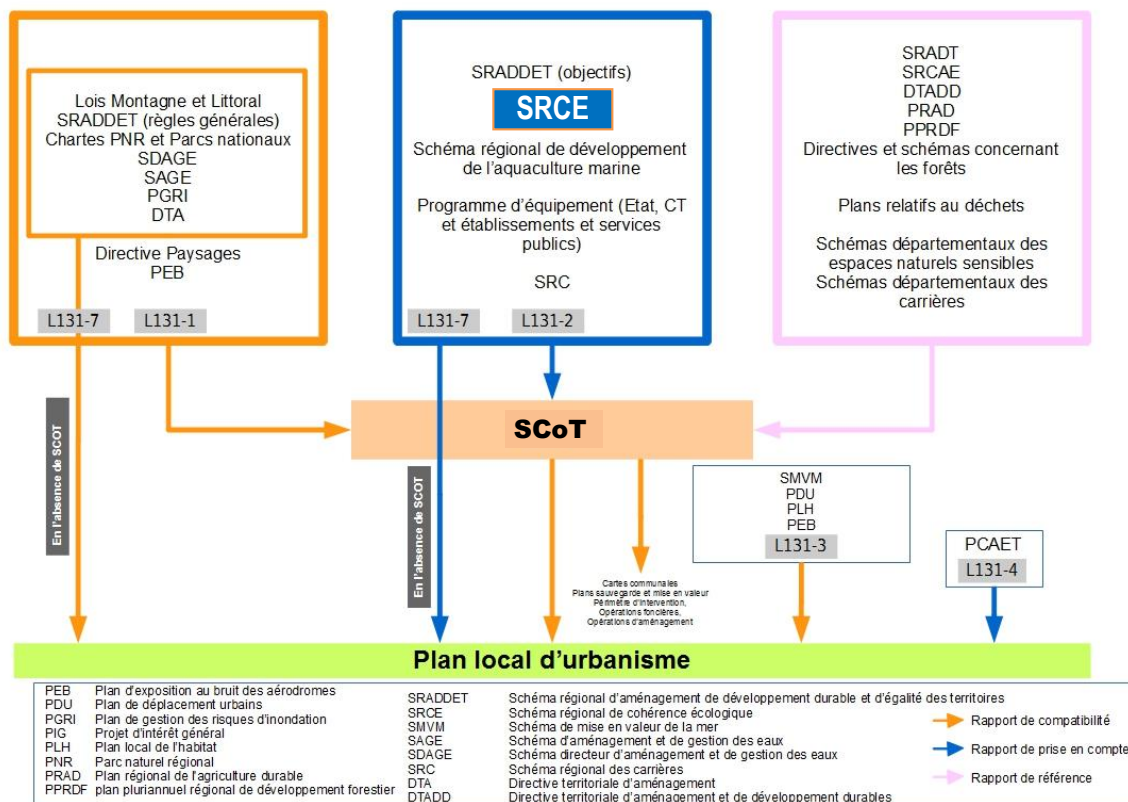 Lois Montagne et Littoral
SRADDET (règles générales)
Chartes PNR et Parcs nationaux
SDAGE
SAGE
PGRI
DTA
Directive Paysages
PEB
L131-7
L131-1
SRADDET (objectifs)
SRCE
Schéma régional de développement
de l'aquaculture marine
Programme d'équipement (Etat, CT
et établissements et services
publics)
SRC
L131-7
L131-2
SRADT
SRCAE
DTADD
PRAD
PPRDF
Directives et schémas concernant
les forêts
Plans relatifs au déchets
Schémas départementaux des
espaces naturels sensibles
Schémas départementaux des
carrières
En l'absence de SCOT
SCoT
En l'absence de SCOT
Cartes communales
Plans sauvegarde et mise en valeur
Périmètre d'intervention,
Opérations foncières,
Opérations d'aménagement
SMVM
PDU
PLH
PEB
L131-3
PCAET
L131-4
Plan local d'urbanisme
PEB Plan d'exposition au bruit des aérodromes
PDU Plan de déplacement urbains
PGRI Plan de gestion des risques d'inondation
PIG Projet d'intérêt général
PLH Plan local de l'habitat
PNR Parc naturel régional
PRAD Plan régional de l'agriculture durable
PPRDF plan pluriannuel régional de développement forestier
SRADDET Schéma régional d'aménagement de développement durable et d'égalité des territoires
SRCE Schéma régional de cohérence écologique
SMVM Schéma de mise en valeur de la mer
SAGE Schéma d'aménagement et de gestion des eaux
SDAGE Schéma directeur d'aménagement et de gestion des eaux
SRC Schéma régional des carrières
DTA Directive territoriale d'aménagement
DTADD Directive territoriale d'aménagement et de développement durables
Rapport de compatibilité
Rapport de prise en compte
Rapport de référence